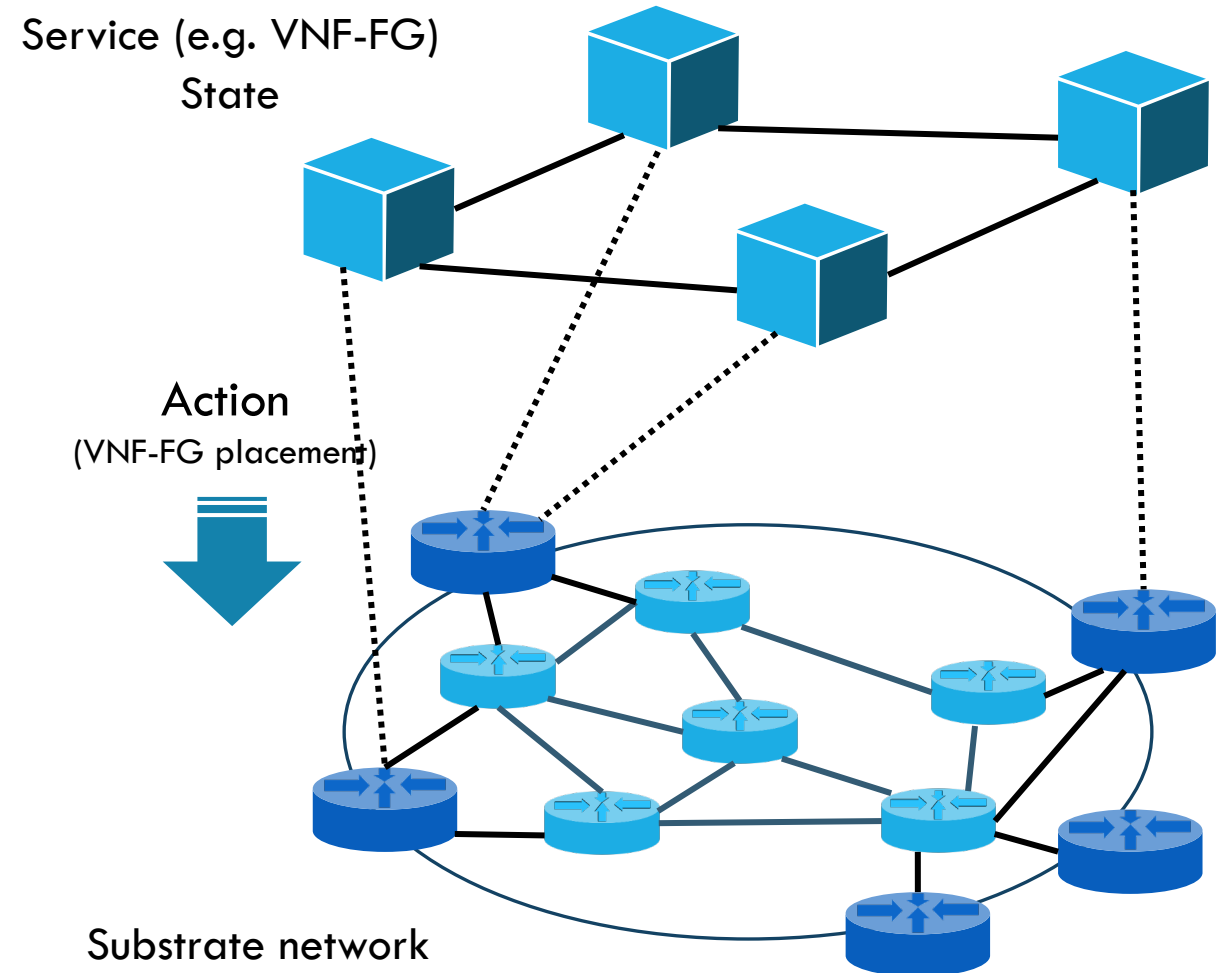 Service (e.g. VNF-FG)
State
Action
(VNF-FG placement)
Substrate network